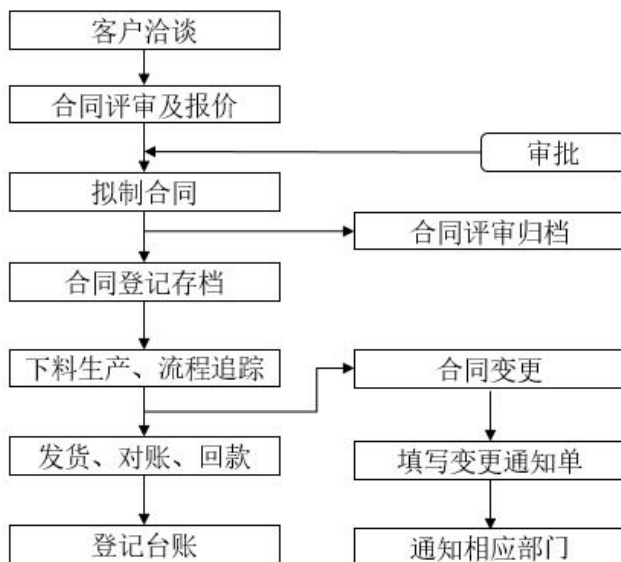 客户洽谈
合同评审及报价
审批
拟制合同
合同评审归档
合同登记存档
下料生产、流程追踪
合同变更
发货、对账、回款
填写变更通知单
登记台账
通知相应部门